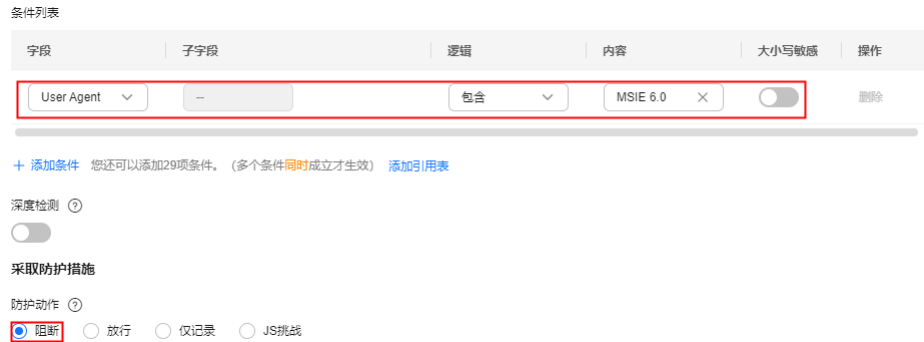 条件列表
字段 子字段 逻辑 内容 大小写敏感 操作
User Agent -- 包含 MSIE 6.0 删除
添加条件 您还可以添加29项条件。（多个条件同时成立才生效） 添加引用表
深度检测
采取防护措施
防护动作
阻断 放行 仅记录 JS挑战